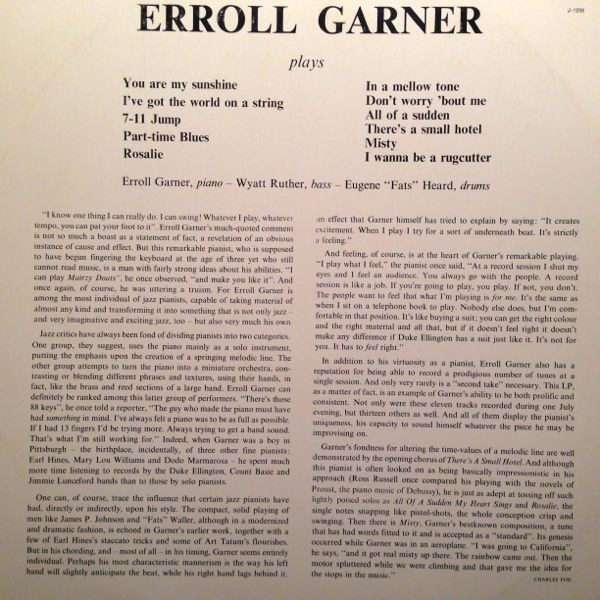 ERROLL GARNER
J-1256
plays
You are my sunshine
I've got the world on a string
7-11 Jump
Part-time Blues
Rosalie
In a mellow tone
Don't worry 'bout me
All of a sudden
There's a small hotel
Misty
I wanna be a rugcutter
Erroll Garner, piano – Wyatt Ruther, bass – Eugene "Fats" Heard, drums
"I know one thing I can really do. I can swing! Whatever I play, whatever
tempo, you can pat your foot to it". Erroll Garner's much-quoted comment
is not so much a boast as a statement of fact, a revelation of an obvious
instance of cause and effect. But this remarkable pianist, who is supposed
to have begun fingering the keyboard at the age of three yet who still
cannot read music, is a man with fairly strong ideas about his abilities. "I
can play Mairzy Doats", he once observed, "and make you like it". And
once again, of course, he was uttering a truism. For Erroll Garner is
among the most individual of jazz pianists, capable of taking material of
almost any kind and transforming it into something that is not only jazz –
and very imaginative and exciting jazz, too – but also very much his own.
Jazz critics have always been fond of dividing pianists into two categories.
One group, they suggest, uses the piano mainly as a solo instrument,
putting the emphasis upon the creation of a springing melodic line. The
other group attempts to turn the piano into a miniature orchestra, con-
trasting or blending different phrases and textures, using their hands, in
fact, like the brass and reed sections of a large band. Erroll Garner can
definitely be ranked among this latter group of performers. "There's those
88 keys", he once told a reporter, "The guy who made the piano must have
had something in mind. I've always felt a piano was to be as full as possible.
If I had 13 fingers I'd be trying more. Always trying to get a band sound.
That's what I'm still working for." Indeed, when Garner was a boy in
Pittsburgh – the birthplace, incidentally, of three other fine pianists:
Earl Hines, Mary Lou Williams and Dodo Marmarosa – he spent much
more time listening to records by the Duke Ellington, Count Basie and
Jimmie Lunceford bands than to those by solo pianists.
One can, of course, trace the influence that certain jazz pianists have
had, directly or indirectly, upon his style. The compact, solid playing of
men like James P. Johnson and "Fats" Waller, although in a modernized
and dramatic fashion, is echoed in Garner's earlier work, together with a
few of Earl Hines's staccato tricks and some of Art Tatum's flourishes.
But in his chording, and – most of all – in his timing, Garner seems entirely
individual. Perhaps his most characteristic mannerism is the way his left
hand will slightly anticipate the beat, while his right hand lags behind it,
an effect that Garner himself has tried to explain by saying: "It creates
excitement. When I play I try for a sort of underneath beat. It's strictly
a feeling."
And feeling, of course, is at the heart of Garner's remarkable playing.
"I play what I feel," the pianist once said, "At a record session I shut my
eyes and I feel an audience. You always go with the people. A record
session is like a job. If you're going to play, you play. If not, you don't.
The people want to feel that what I'm playing is for me. It's the same as
when I sit on a telephone book to play. Nobody else does, but I'm com-
fortable in that position. It's like buying a suit; you can get the right colour
and the right material and all that, but if it doesn't feel right it doesn't
make any difference if Duke Ellington has a suit just like it. It's not for
you. It has to feel right."
In addition to his virtuosity as a pianist, Erroll Garner also has a
reputation for being able to record a prodigious number of tunes at a
single session. And only very rarely is a "second take" necessary. This LP,
as a matter of fact, is an example of Garner's ability to be both prolific and
consistent. Not only were these eleven tracks recorded during one July
evening, but thirteen others as well. And all of them display the pianist's
uniqueness, his capacity to sound himself whatever the piece he may be
improvising on.
Garner's fondness for altering the time-values of a melodic line are well
demonstrated by the opening chorus of There's A Small Hotel. And although
this pianist is often looked on as being basically impressionistic in his
approach (Ross Russell once compared his playing with the novels of
Proust, the piano music of Debussy), he is just as adept at tossing off such
lightly poised solos as All Of A Sudden My Heart Sings and Rosalie, the
single notes snapping like pistol-shots, the whole conception crisp and
swinging. Then there is Misty, Garner's bestknown composition, a tune
that has had words fitted to it and is accepted as a "standard". Its genesis
occurred while Garner was in an aeroplane. "I was going to California",
he says, "and it got real misty up there. The rainbow came out. Then the
motor spluttered while we were climbing and that gave me the idea for
the stops in the music."
CHARLES FOX